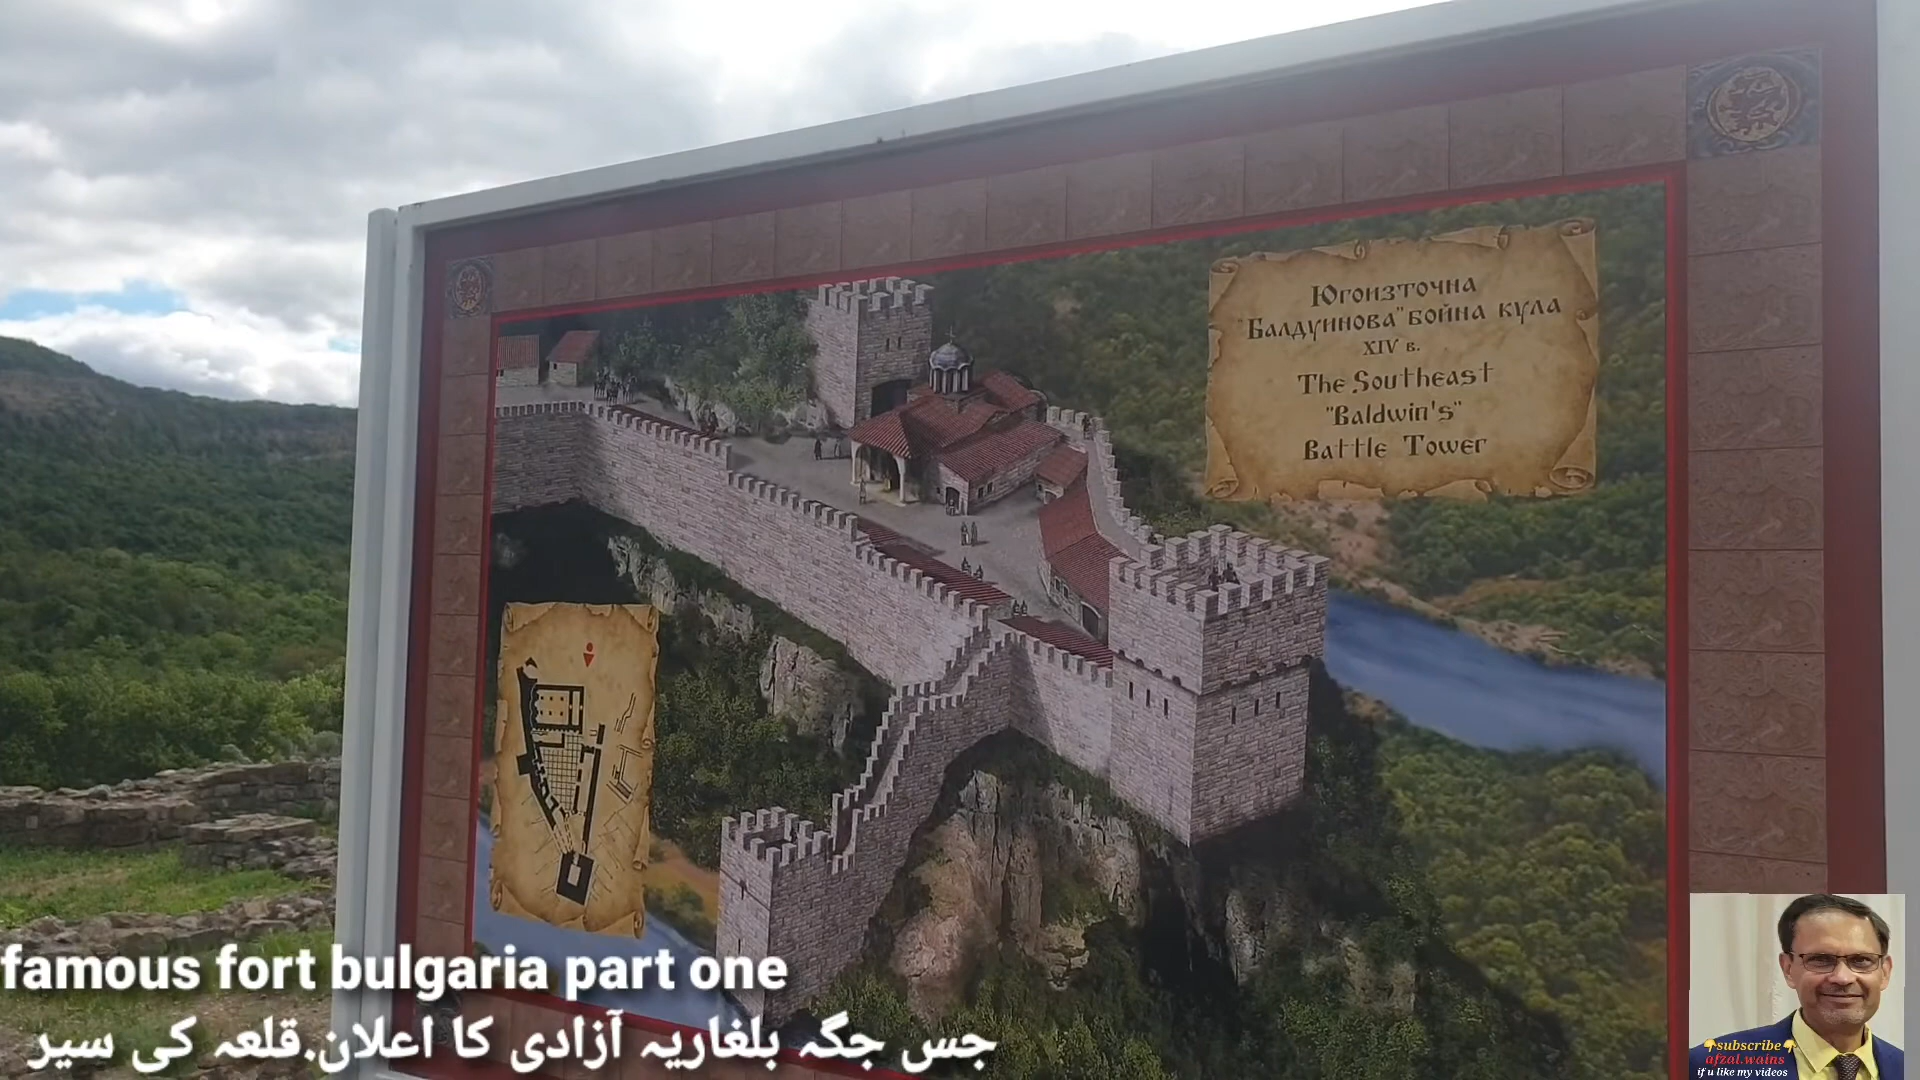 Югоизточна
"Балдуинова" бойна кула
XIV в.
The Southeast
"Baldwin's"
Battle Tower
famous fort bulgaria part one
جس جگہ بلغاریہ آزادی کا اعلان.قلعہ کی سیر
👇subscribe👇
afzal.wains
if u like my videos